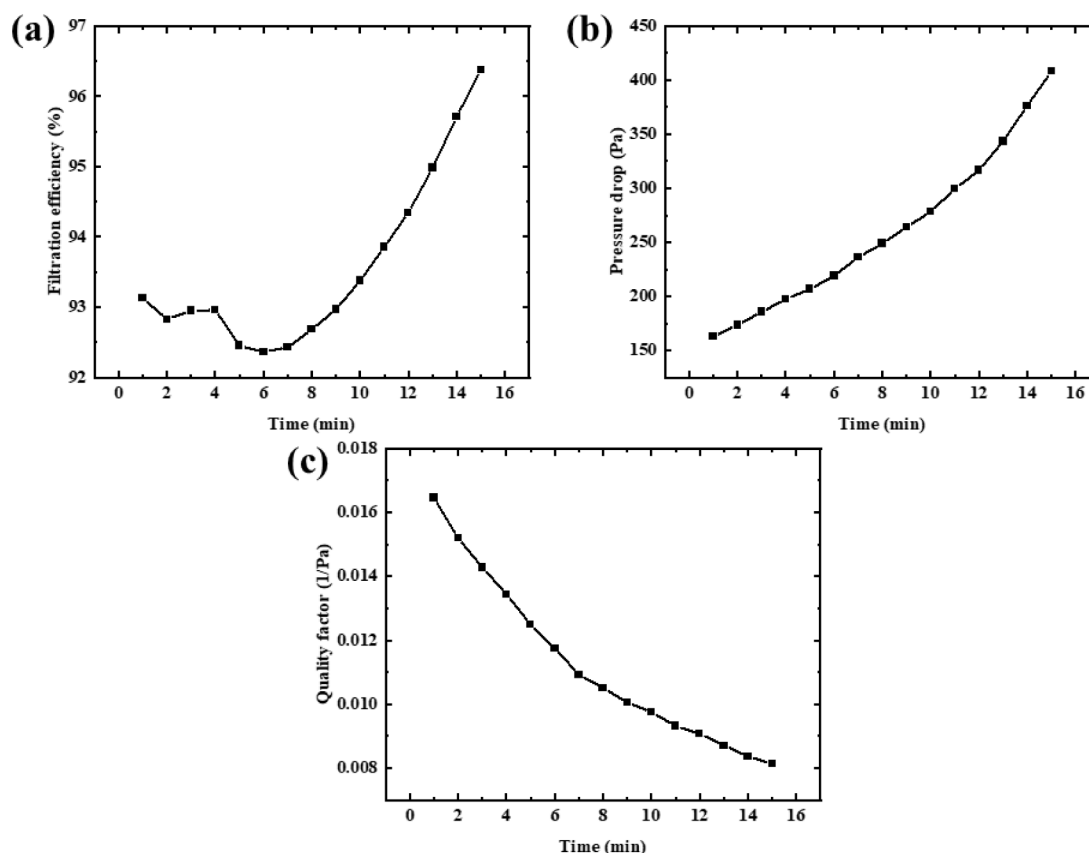 (a)
97
96
95
94
93
92
Filtration efficiency (%)
0 2 4 6 8 10 12 14 16
Time (min)
(b)
450
400
350
300
250
200
150
Pressure drop (Pa)
0 2 4 6 8 10 12 14 16
Time (min)
(c)
0.018
0.016
0.014
0.012
0.010
0.008
Quality factor (1/Pa)
0 2 4 6 8 10 12 14 16
Time (min)